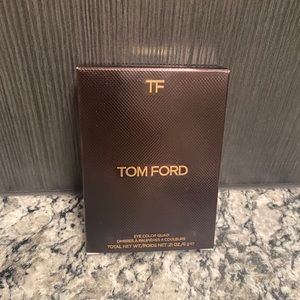 TF
TOM FORD
EYE COLOR QUAD
OMBRES À PAUPIÈRES 4 COULEURS
TOTAL NET WT./POIDS NET .21 OZ./6 g ℮